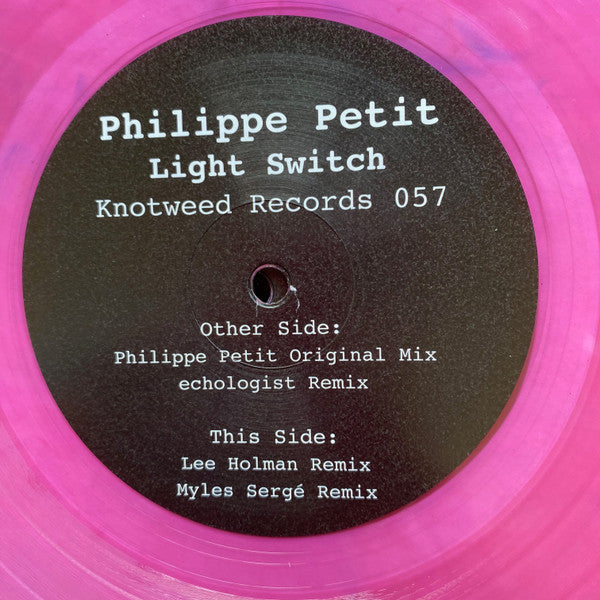 Philippe Petit
Light Switch
Knotweed Records 057
Other Side:
Philippe Petit Original Mix
echologist Remix
This Side:
Lee Holman Remix
Myles Sergé Remix